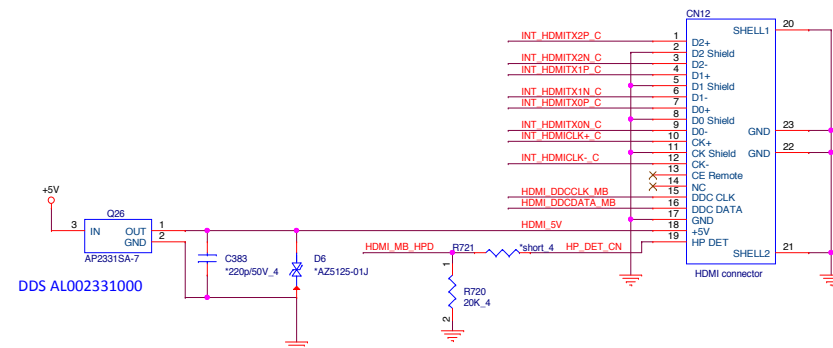 CN12
INT_HDMITX2P_C 1 D2+ SHELL1 20
2 D2 Shield
INT_HDMITX2N_C 3 D2-
INT_HDMITX1P_C 4 D1+
5 D1 Shield
INT_HDMITX1N_C 6 D1-
INT_HDMITX0P_C 7 D0+
8 D0 Shield
INT_HDMITX0N_C 9 D0- GND 23
INT_HDMICLK+_C 10 CK+
11 CK Shield GND 22
INT_HDMICLK-_C 12 CK-
13 CE Remote
14 NC
HDMI_DDCCLK_MB 15 DDC CLK
HDMI_DDCDATA_MB 16 DDC DATA
17 GND
HDMI_5V 18 +5V
19 HP DET
SHELL2 21
HDMI connector
+5V
Q26
3 IN OUT 1
GND 2
AP2331SA-7
DDS AL002331000
C383
*220p/50V_4
D6
*AZ5125-01J
HDMI_MB_HPD R721 *short_4 HP_DET_CN
1
R720
20K_4
2